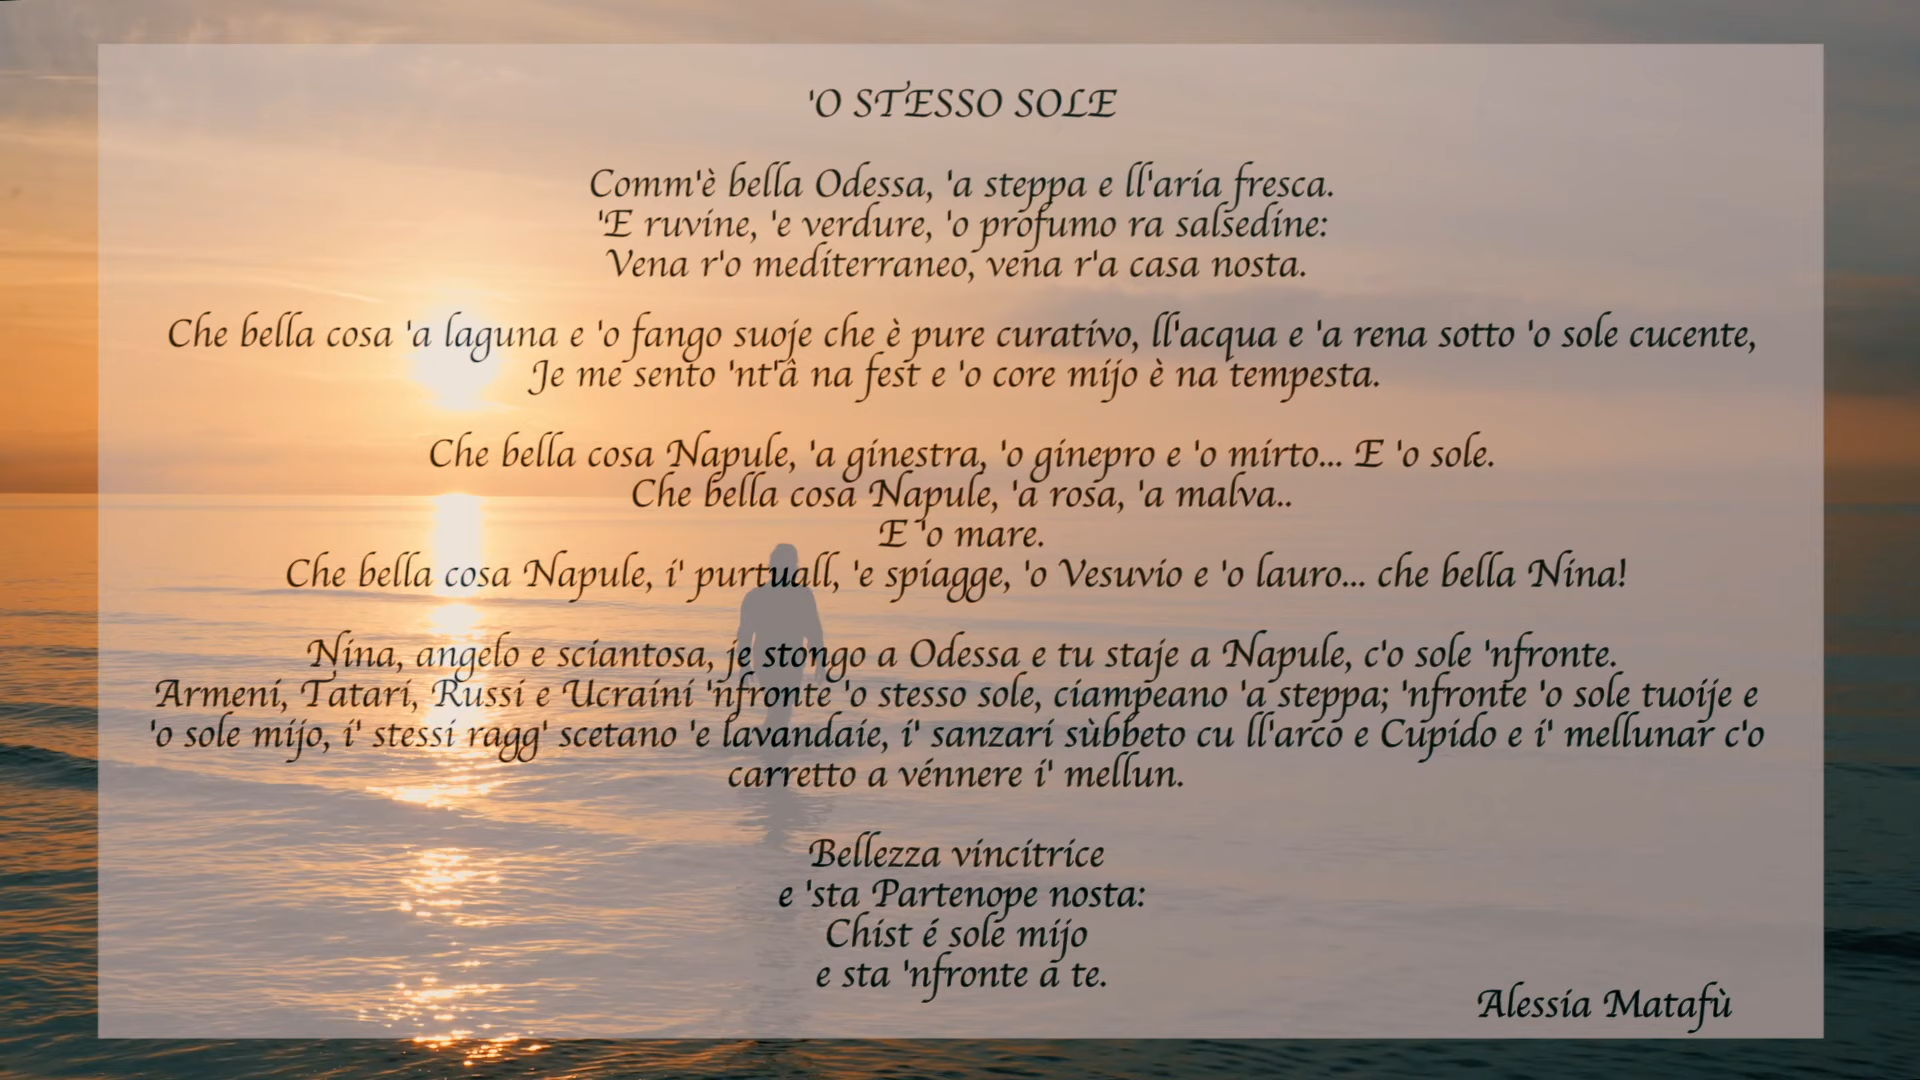 'O STESSO SOLE
Comm'è bella Odessa, 'a steppa e ll'aria fresca.
'E ruvine, 'e verdure, 'o profumo ra salsedine:
Vena r'o mediterraneo, vena r'a casa nosta.
Che bella cosa 'a laguna e 'o fango suoje che è pure curativo, ll'acqua e 'a rena sotto 'o sole cucente,
Je me sento 'nt'â na fest e 'o core mijo è na tempesta.
Che bella cosa Napule, 'a ginestra, 'o ginepro e 'o mirto... E 'o sole.
Che bella cosa Napule, 'a rosa, 'a malva..
E 'o mare.
Che bella cosa Napule, i' purtuall, 'e spiagge, 'o Vesuvio e 'o lauro... che bella Nina!
Nina, angelo e sciantosa, je stongo a Odessa e tu staje a Napule, c'o sole 'nfronte.
Armeni, Tatari, Russi e Ucraini 'nfronte 'o stesso sole, ciampeano 'a steppa; 'nfronte 'o sole tuoije e
'o sole mijo, i' stessi ragg' scetano 'e lavandaie, i' sanzari sùbbeto cu ll'arco e Cupido e i' mellunar c'o
carretto a vénnere i' mellun.
Bellezza vincitrice
e 'sta Partenope nosta:
Chist é sole mijo
e sta 'nfronte a te.
Alessia Matafù